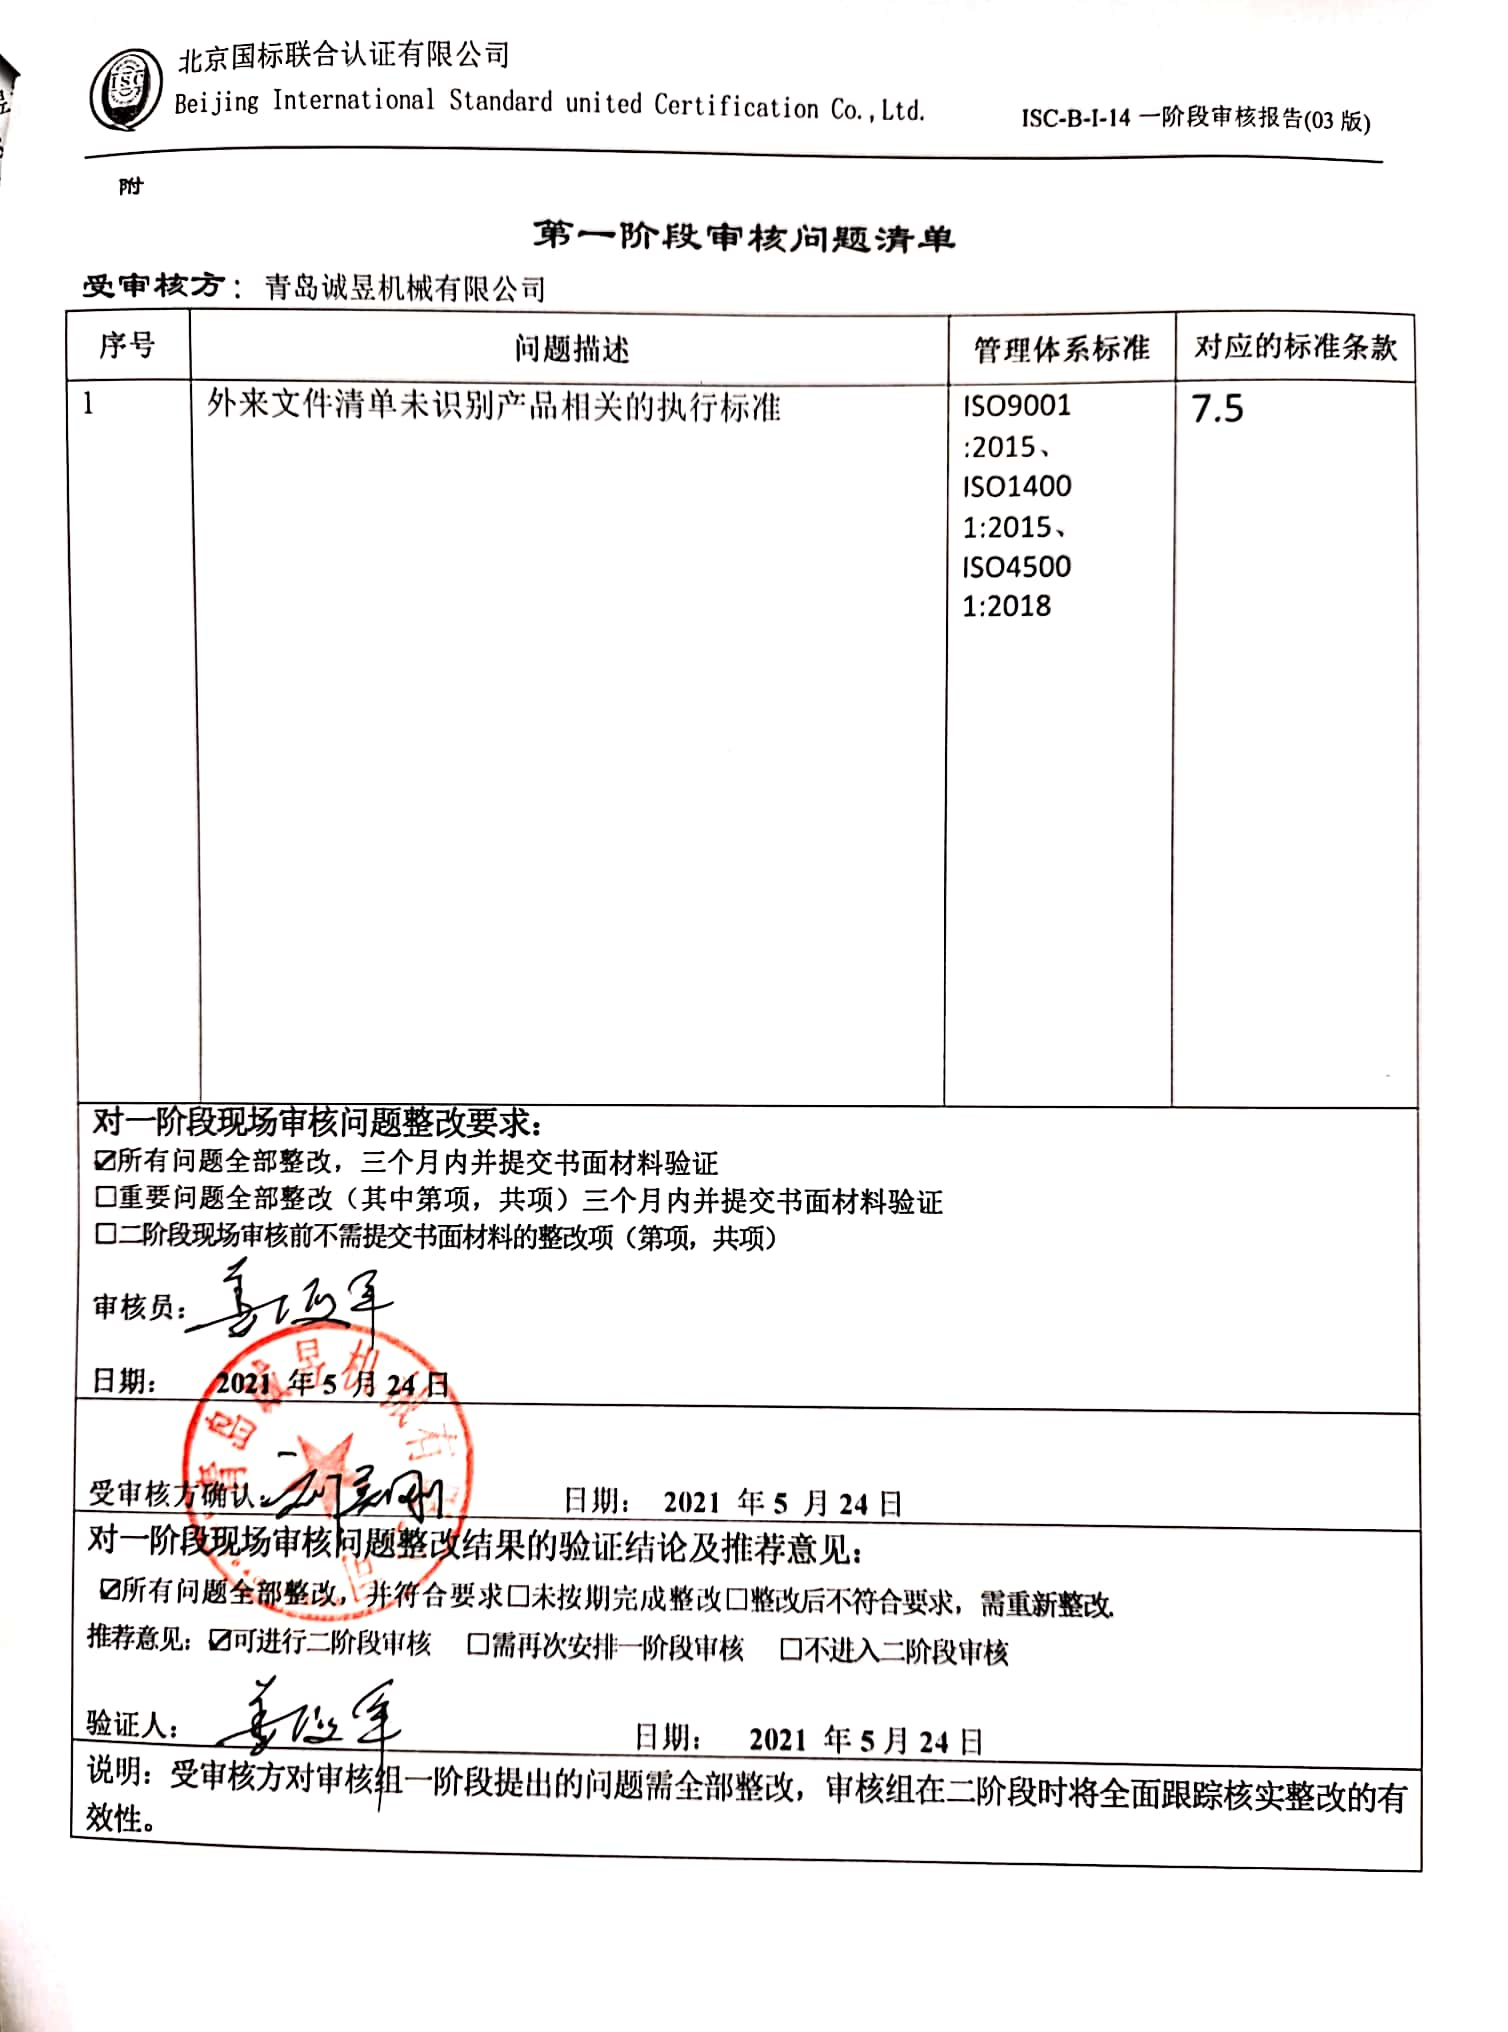 北京国标联合认证有限公司
Beijing International Standard united Certification Co.,Ltd.
ISC-B-I-14 一阶段审核报告(03 版)
ISC
附
第一阶段审核问题清单
受审核方：青岛诚昱机械有限公司
序号 问题描述 管理体系标准 对应的标准条款
1 外来文件清单未识别产品相关的执行标准 ISO9001 7.5
:2015、
ISO1400
1:2015、
ISO4500
1:2018
对一阶段现场审核问题整改要求：
☑所有问题全部整改，三个月内并提交书面材料验证
□重要问题全部整改（其中第项，共项）三个月内并提交书面材料验证
□二阶段现场审核前不需提交书面材料的整改项（第项，共项）
审核员：
日期： 2021 年 5 月 24 日
青岛诚昱机械有限公司
受审核方确认： 日期： 2021 年 5 月 24 日
对一阶段现场审核问题整改结果的验证结论及推荐意见：
☑所有问题全部整改，并符合要求□未按期完成整改□整改后不符合要求，需重新整改.
推荐意见：☑可进行二阶段审核 □需再次安排一阶段审核 □不进入二阶段审核
验证人： 日期： 2021 年 5 月 24 日
说明：受审核方对审核组一阶段提出的问题需全部整改，审核组在二阶段时将全面跟踪核实整改的有
效性。